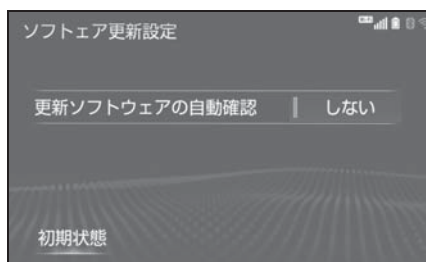 ソフトェア更新設定
更新ソフトウェアの自動確認 しない
初期状態